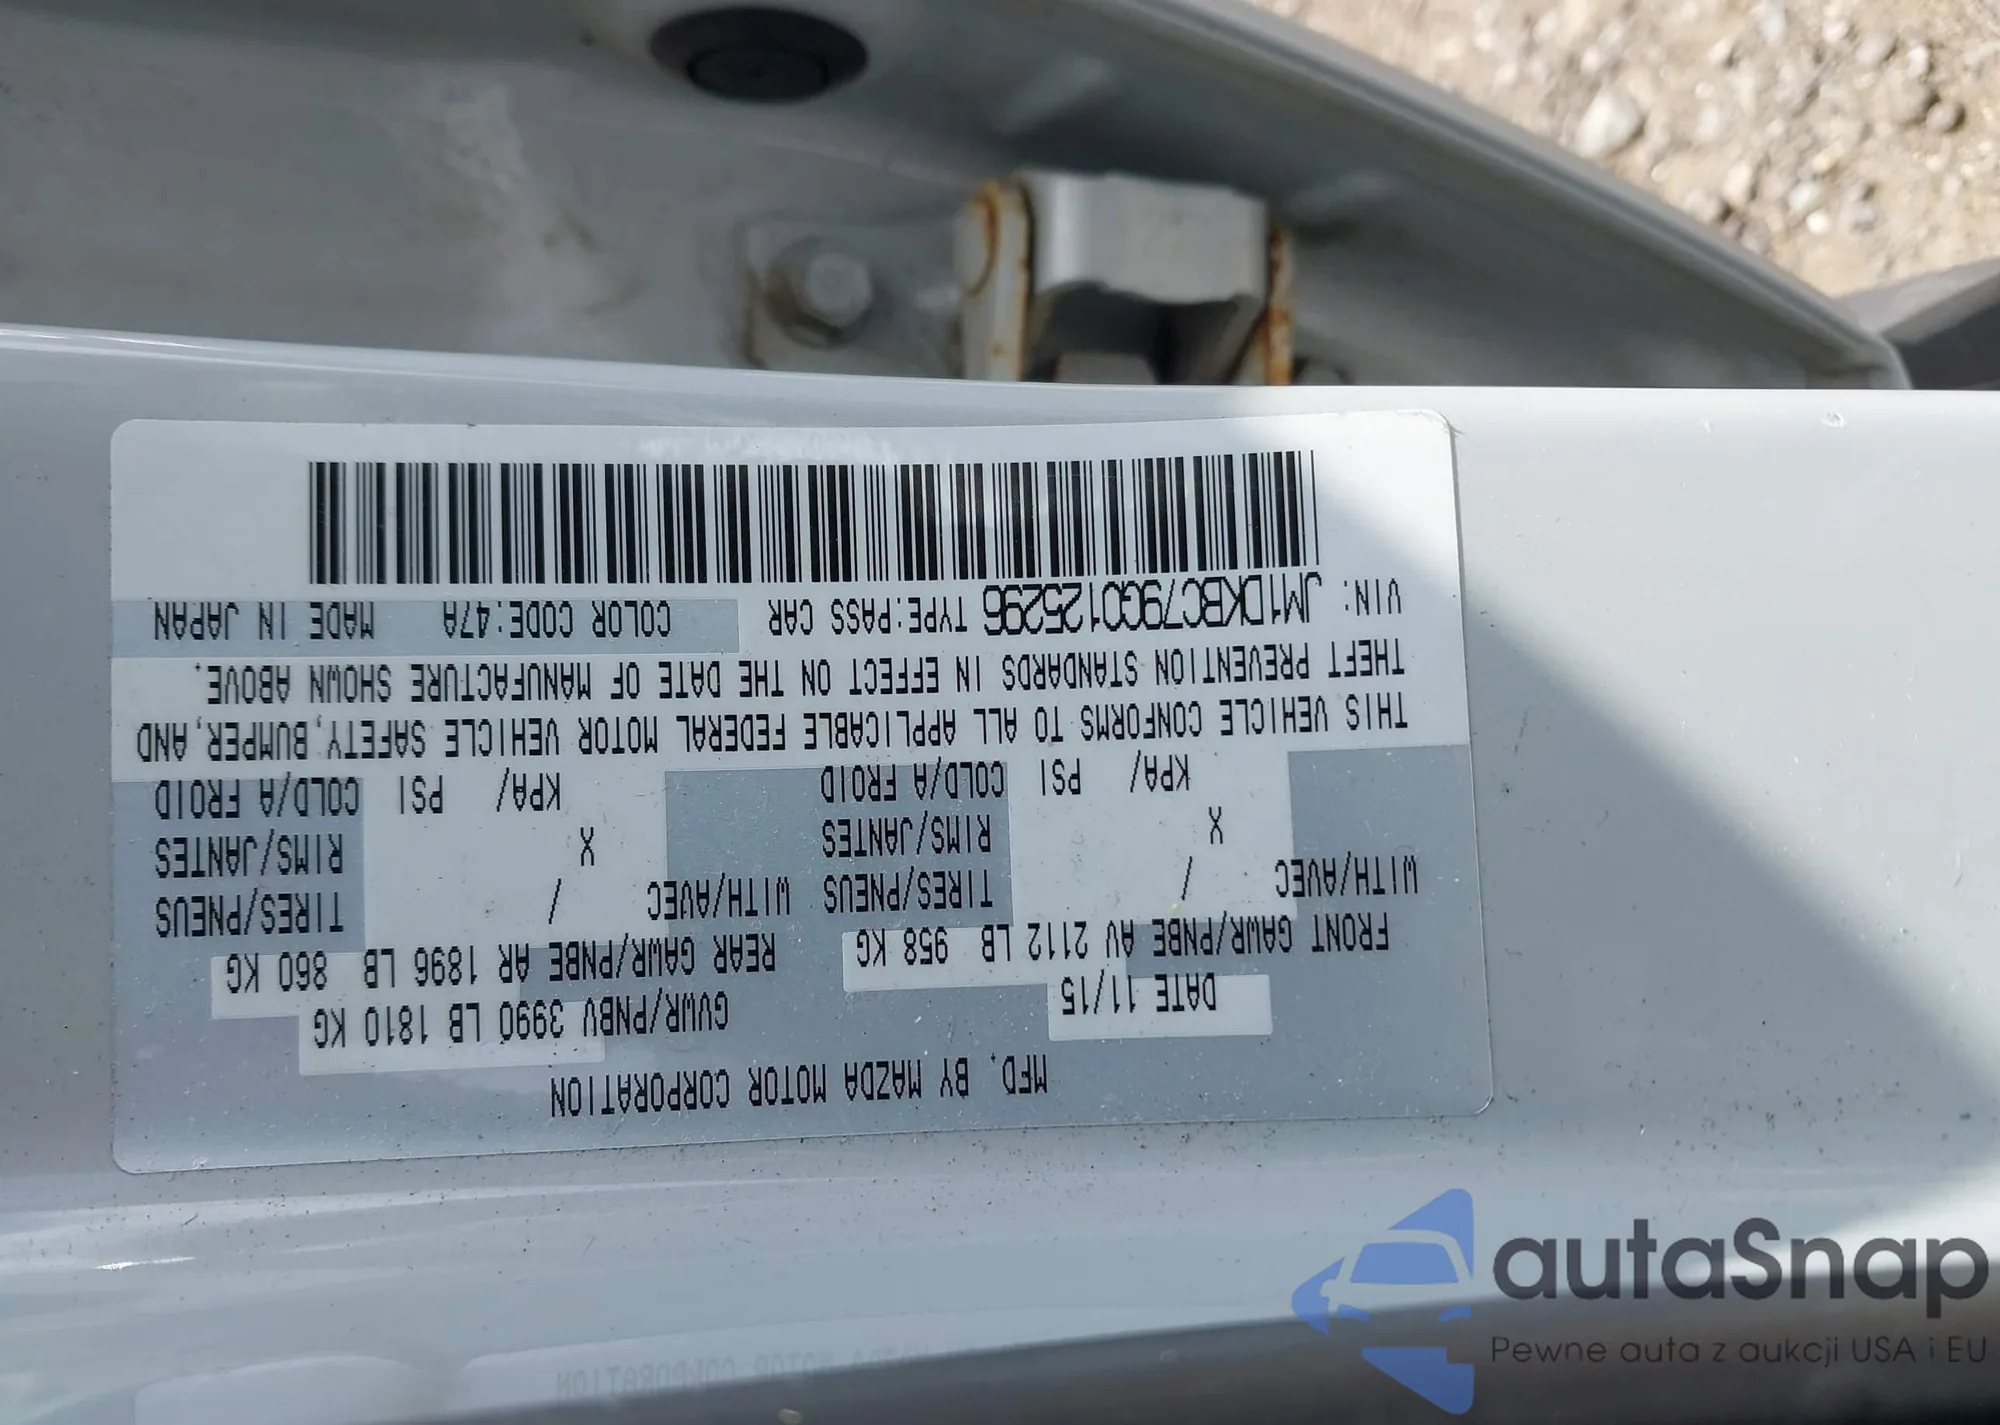 MFD. BY MAZDA MOTOR CORPORATION
DATE 11/15 GVWR/PNBV 3990 LB 1810 KG
FRONT GAWR/PNBE AV 2112 LB 958 KG REAR GAWR/PNBE AR 1896 LB 860 KG
WITH/AVEC / TIRES/PNEUS WITH/AVEC / TIRES/PNEUS
X RIMS/JANTES X RIMS/JANTES
KPA/ PSI COLD/A FROID KPA/ PSI COLD/A FROID
THIS VEHICLE CONFORMS TO ALL APPLICABLE FEDERAL MOTOR VEHICLE SAFETY,BUMPER,AND
THEFT PREVENTION STANDARDS IN EFFECT ON THE DATE OF MANUFACTURE SHOWN ABOVE.
VIN: JM1DKBC79G0125296 TYPE:PASS CAR COLOR CODE:47A MADE IN JAPAN
autaSnap
Pewne auta z aukcji USA i EU